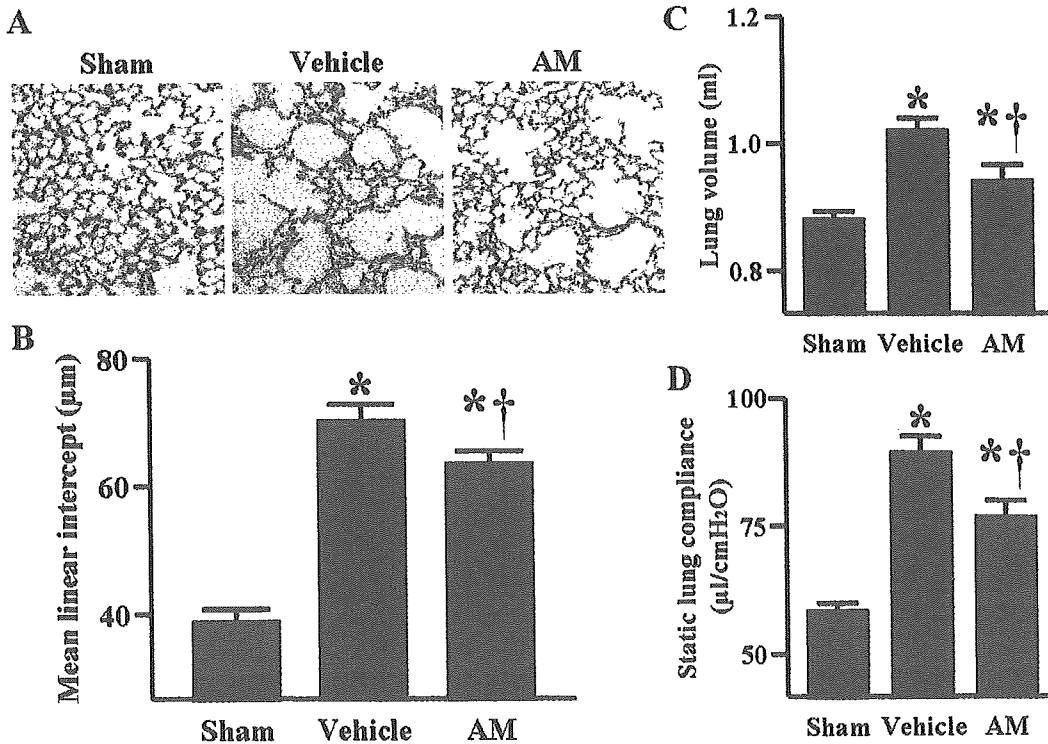 A
Sham Vehicle AM
B
Mean linear intercept (μm)
80
60
40
* *†
Sham Vehicle AM
C
Lung volume (ml)
1.2
1.0
0.8
* *†
Sham Vehicle AM
D
Static lung compliance
(μl/cmH₂O)
100
75
50
* *†
Sham Vehicle AM